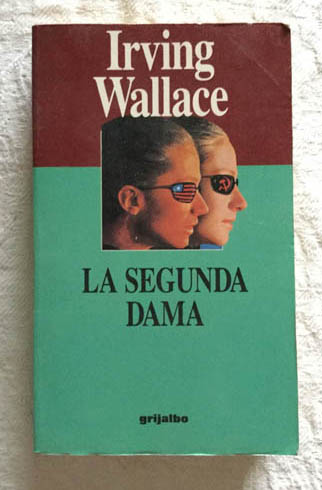 Irving
Wallace
LA SEGUNDA
DAMA
grijalbo